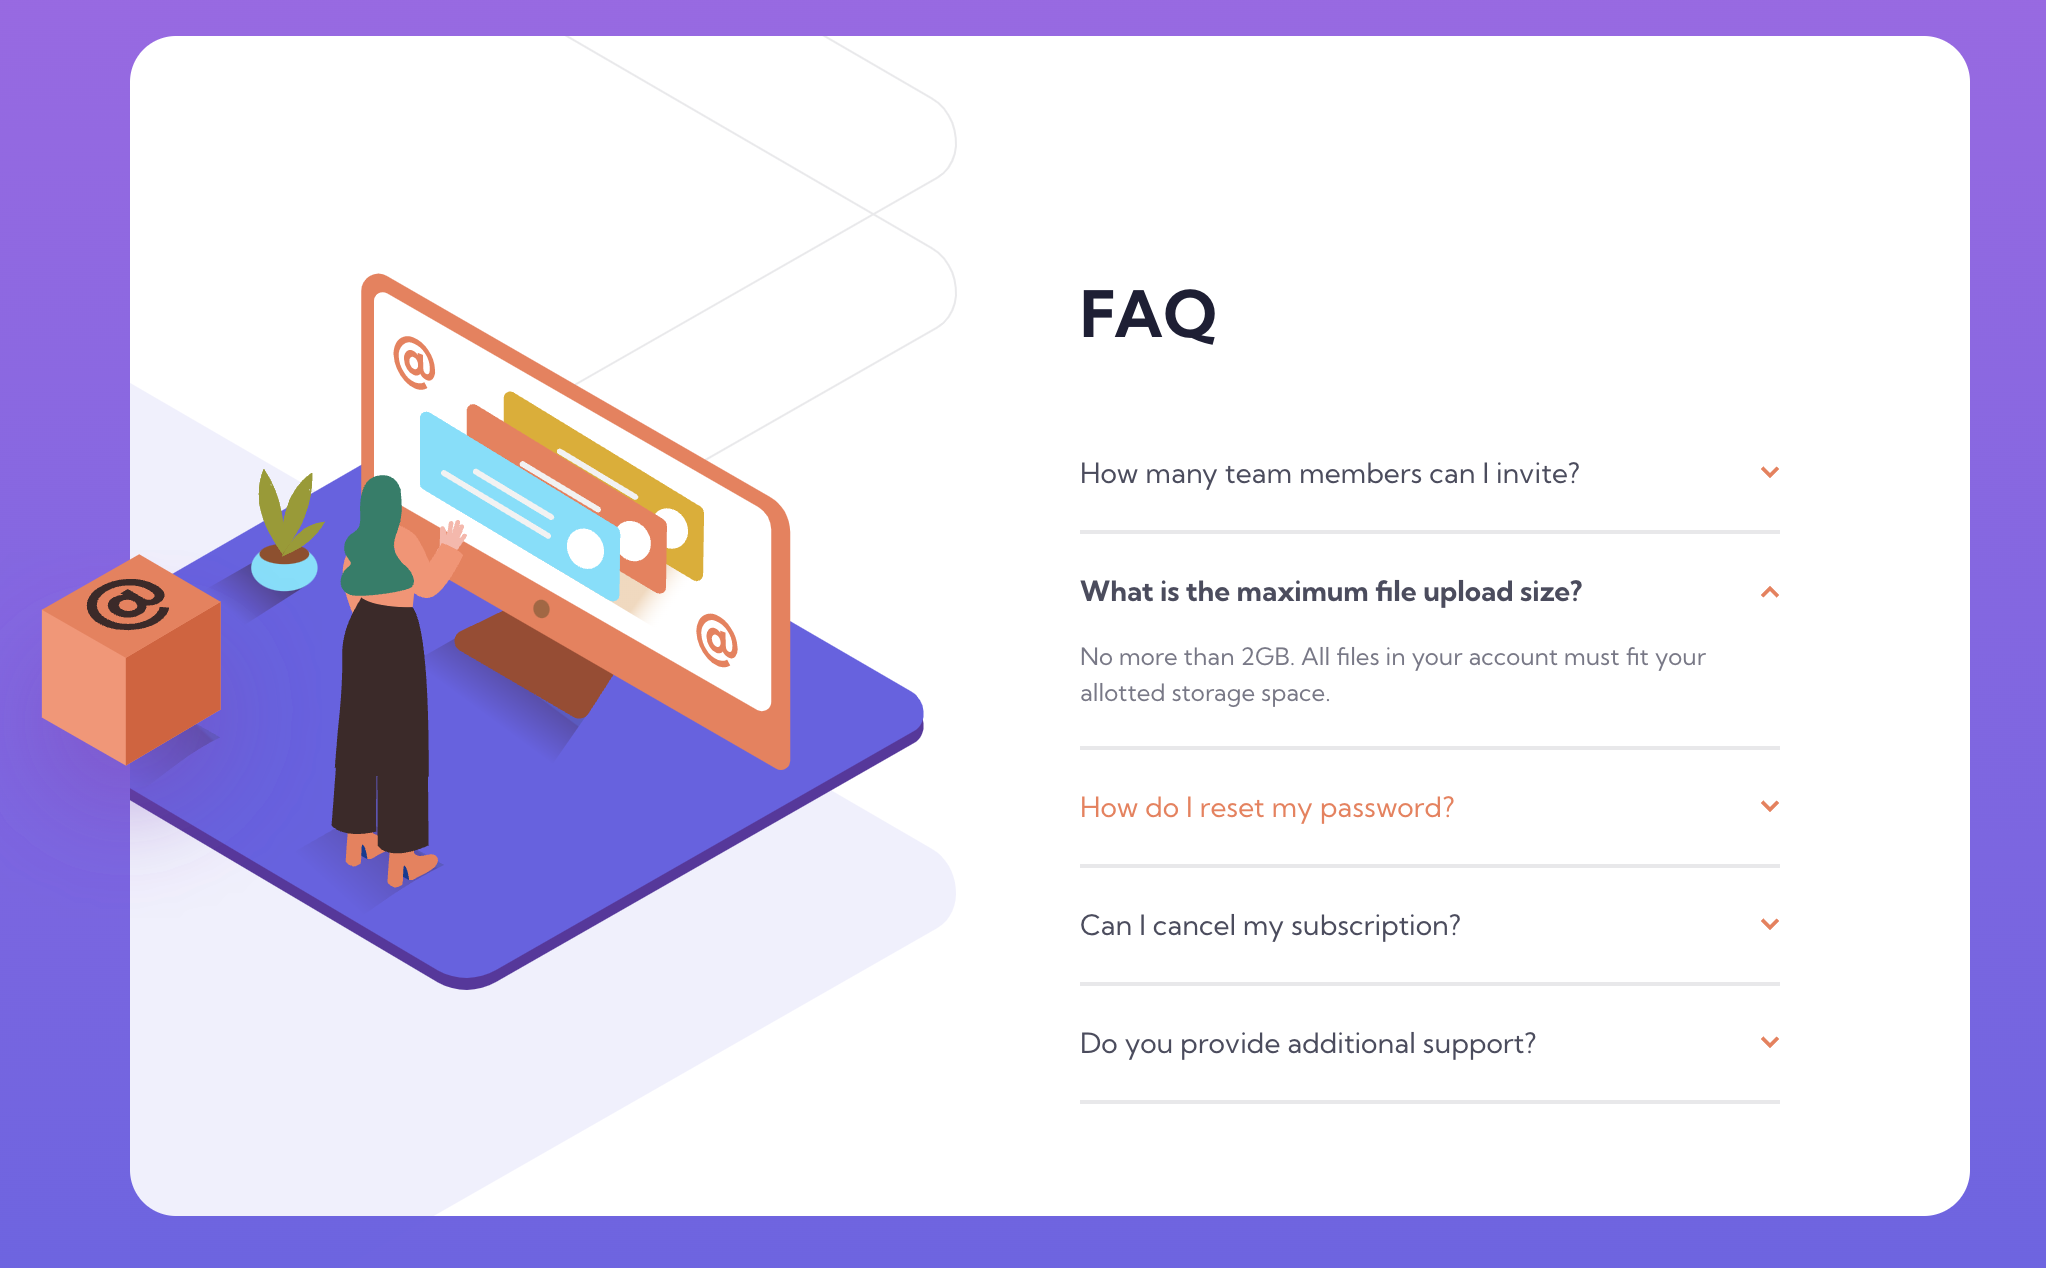 @
@
@
FAQ
How many team members can I invite?
What is the maximum file upload size?
No more than 2GB. All files in your account must fit your
allotted storage space.
How do I reset my password?
Can I cancel my subscription?
Do you provide additional support?